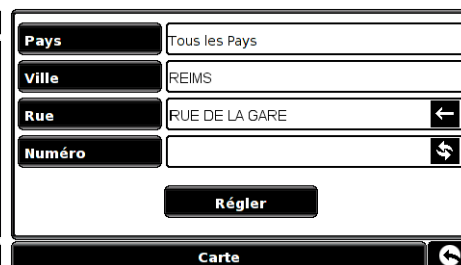 Pays Tous les Pays
Ville REIMS
Rue RUE DE LA GARE
Numéro
Régler
Carte